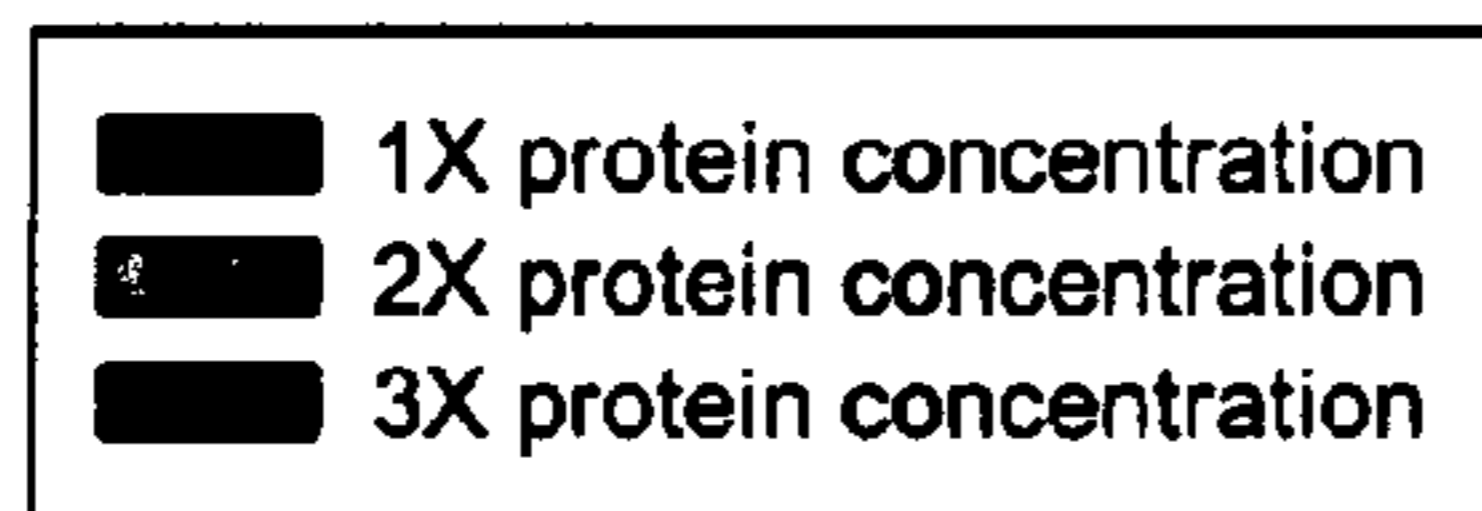 1X protein concentration
2X protein concentration
3X protein concentration